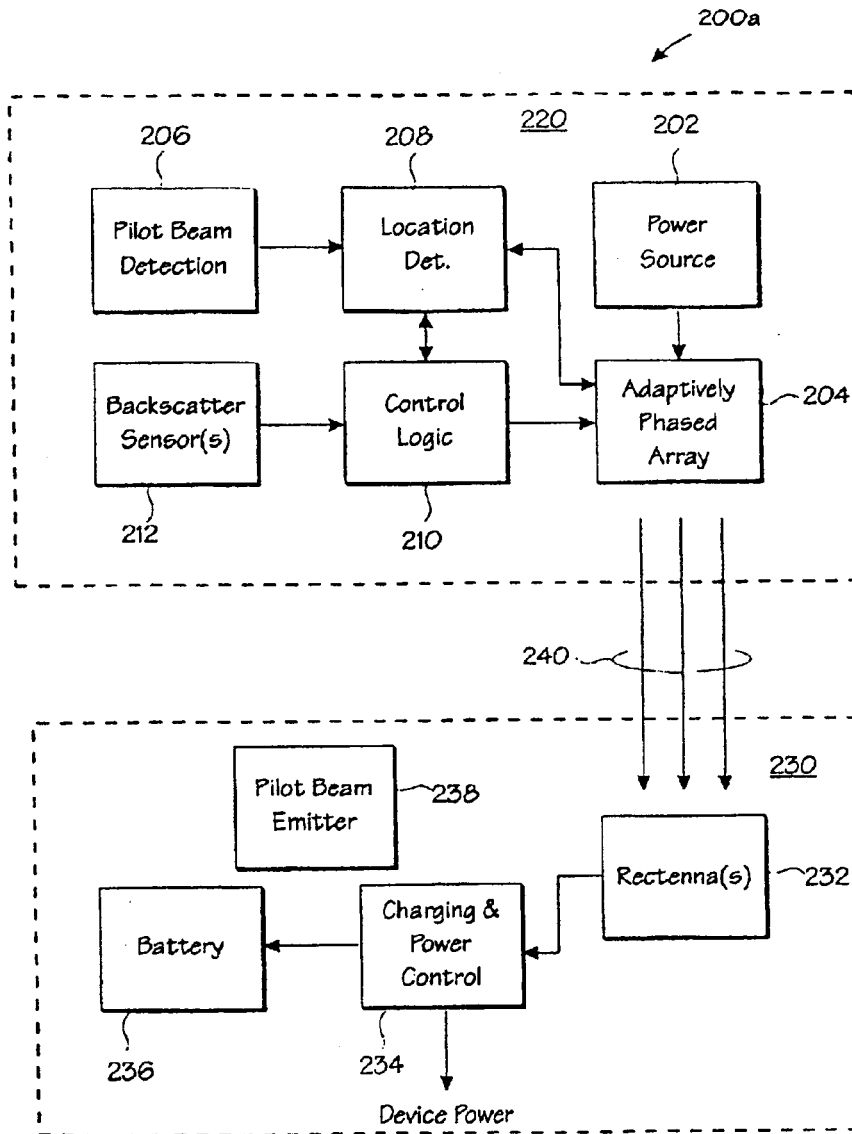 200a
220
206
208
202
Pilot Beam
Detection
Location
Det.
Power
Source
Backscatter
Sensor(s)
Control
Logic
Adaptively
Phased
Array
204
212
210
240
230
Pilot Beam
Emitter
238
Rectenna(s)
232
Battery
Charging &
Power
Control
236
234
Device Power